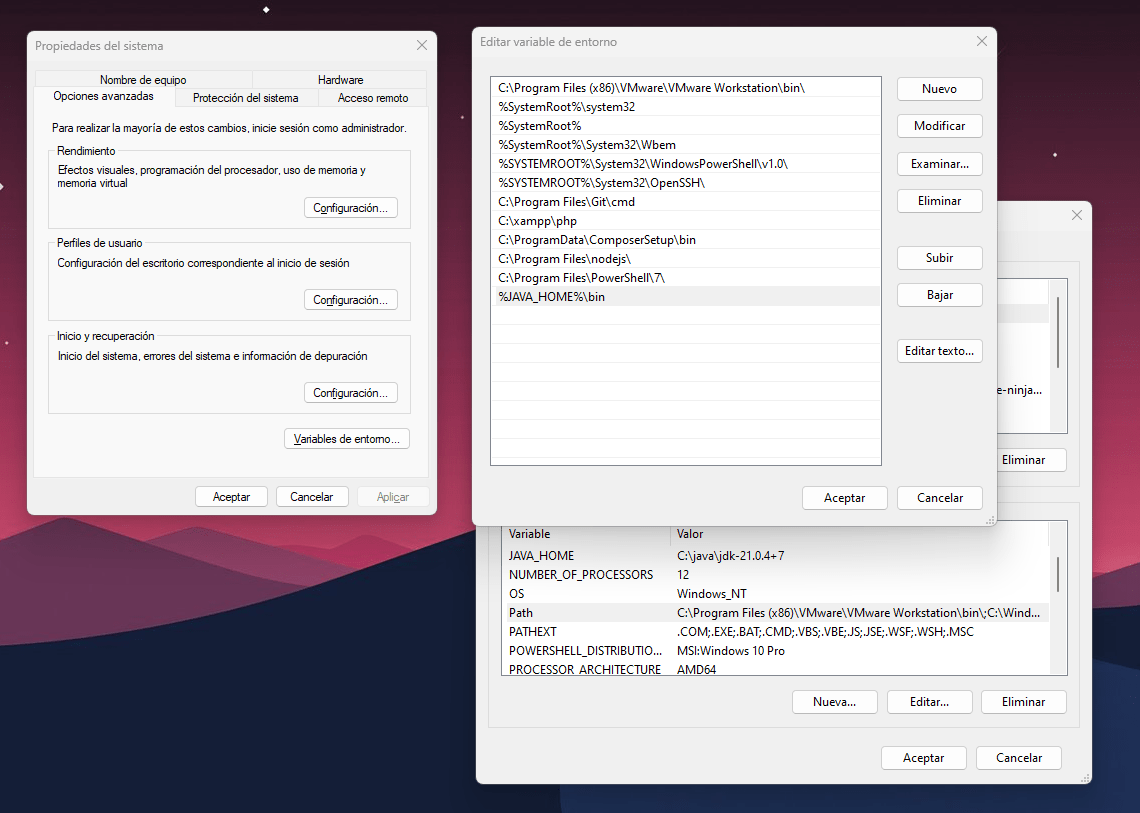 Propiedades del sistema
Nombre de equipo
Hardware
Opciones avanzadas
Protección del sistema
Acceso remoto
Para realizar la mayoría de estos cambios, inicie sesión como administrador.
Rendimiento
Efectos visuales, programación del procesador, uso de memoria y
memoria virtual
Configuración...
Perfiles de usuario
Configuración del escritorio correspondiente al inicio de sesión
Configuración...
Inicio y recuperación
Inicio del sistema, errores del sistema e información de depuración
Configuración...
Variables de entorno...
Aceptar
Cancelar
Aplicar
Editar variable de entorno
C:\Program Files (x86)\VMware\VMware Workstation\bin\
%SystemRoot%\system32
%SystemRoot%
%SystemRoot%\System32\Wbem
%SYSTEMROOT%\System32\WindowsPowerShell\v1.0\
%SYSTEMROOT%\System32\OpenSSH\
C:\Program Files\Git\cmd
C:\xampp\php
C:\ProgramData\ComposerSetup\bin
C:\Program Files\nodejs\
C:\Program Files\PowerShell\7\
%JAVA_HOME%\bin
Nuevo
Modificar
Examinar...
Eliminar
Subir
Bajar
Editar texto...
Aceptar
Cancelar
e-ninja...
Eliminar
Variable Valor
JAVA_HOME C:\java\jdk-21.0.4+7
NUMBER_OF_PROCESSORS 12
OS Windows_NT
Path C:\Program Files (x86)\VMware\VMware Workstation\bin\;C:\Wind...
PATHEXT .COM;.EXE;.BAT;.CMD;.VBS;.VBE;.JS;.JSE;.WSF;.WSH;.MSC
POWERSHELL_DISTRIBUTIO... MSI:Windows 10 Pro
PROCESSOR_ARCHITECTURE AMD64
Nueva...
Editar...
Eliminar
Aceptar
Cancelar